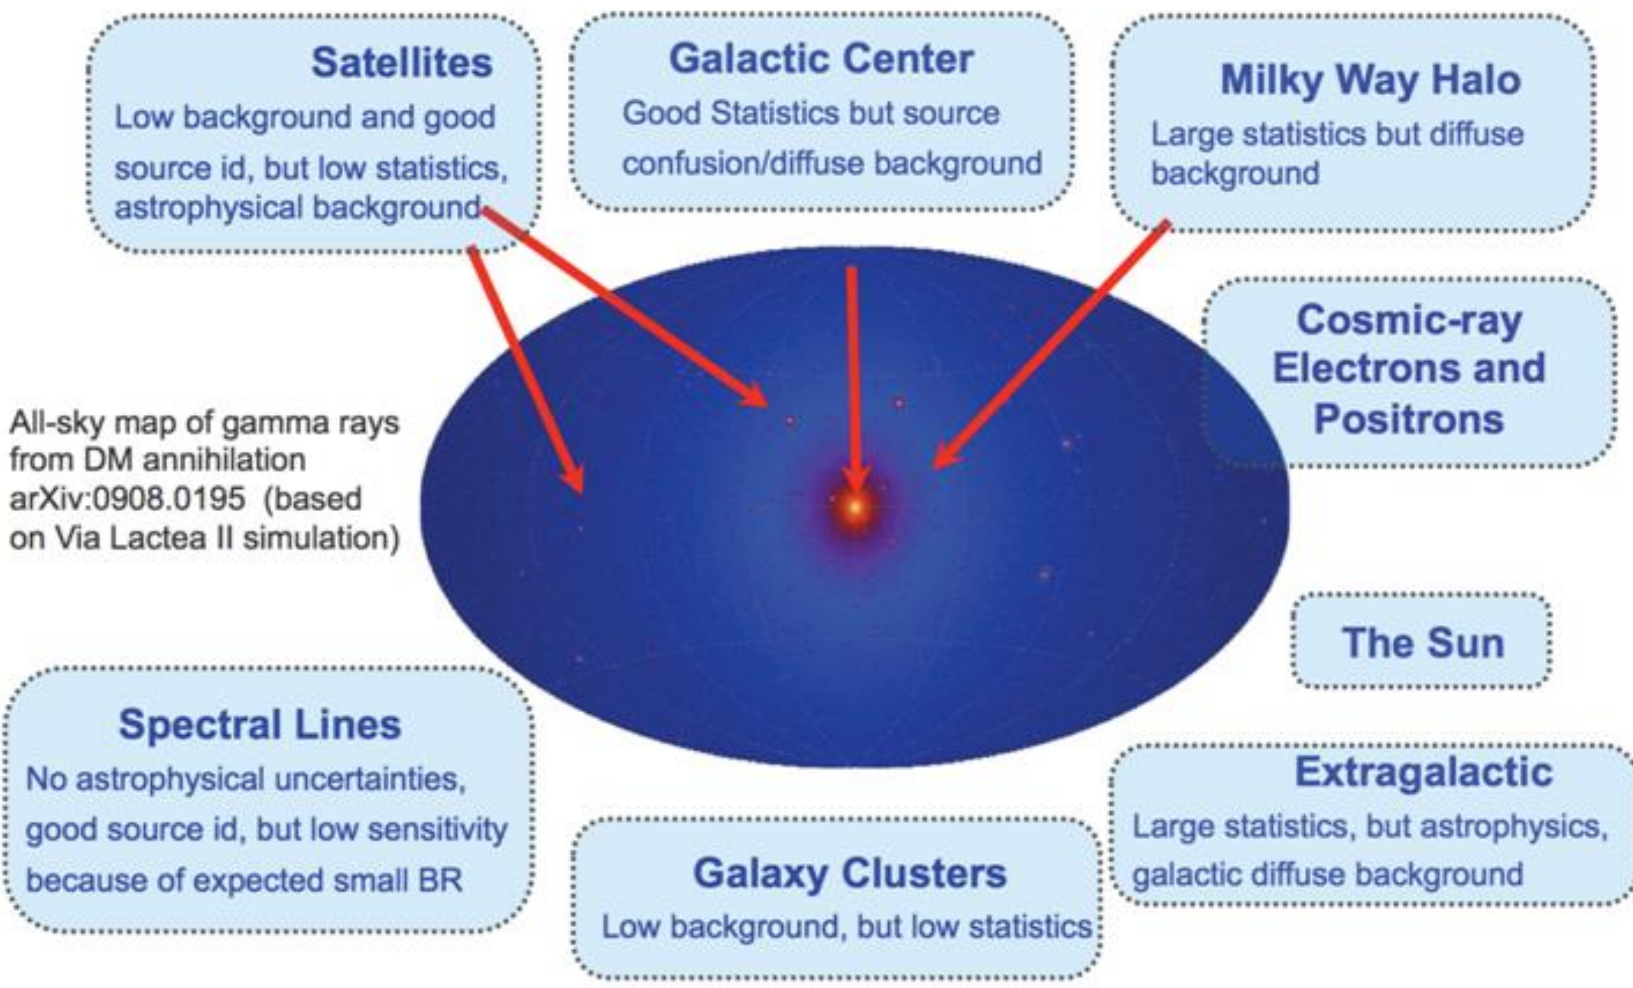 Satellites
Low background and good
source id, but low statistics,
astrophysical background
Galactic Center
Good Statistics but source
confusion/diffuse background
Milky Way Halo
Large statistics but diffuse
background
Cosmic-ray
Electrons and
Positrons
All-sky map of gamma rays
from DM annihilation
arXiv:0908.0195 (based
on Via Lactea II simulation)
The Sun
Spectral Lines
No astrophysical uncertainties,
good source id, but low sensitivity
because of expected small BR
Galaxy Clusters
Low background, but low statistics
Extragalactic
Large statistics, but astrophysics,
galactic diffuse background